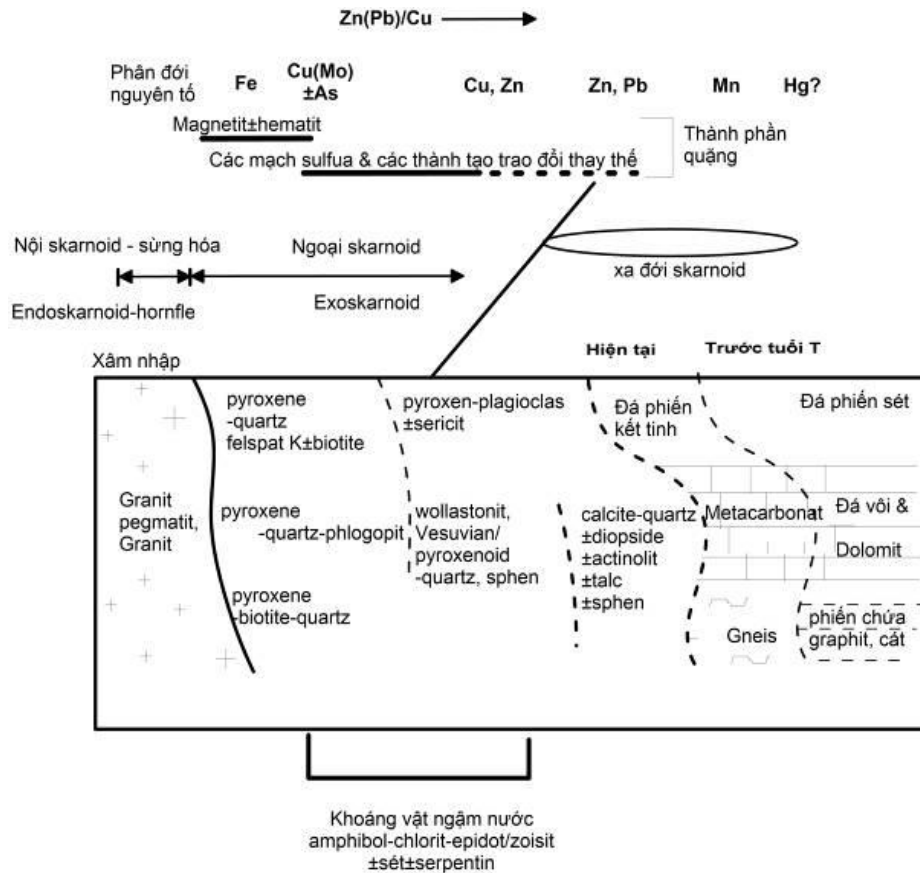 Zn(Pb)/Cu
Phân đới
nguyên tố
Fe
Cu(Mo)
±As
Cu, Zn
Zn, Pb
Mn
Hg?
Magnetit±hematit
Thành phần
quặng
Các mạch sulfua & các thành tạo trao đổi thay thế
Nội skarnoid - sừng hóa
Ngoại skarnoid
xa đới skarnoid
Endoskarnoid-hornfle
Exoskarnoid
Xâm nhập
Hiện tại
Trước tuổi T
pyroxene
-quartz
felspat K±biotite
pyroxen-plagioclas
±sericit
Đá phiến
kết tinh
Đá phiến sét
Granit
pegmatit,
Granit
pyroxene
-quartz-phlogopit
wollastonit,
Vesuvian/
pyroxenoid
-quartz, sphen
calcite-quartz
±diopside
±actinolit
±talc
±sphen
Metacarbonat
Đá vôi &
Dolomit
pyroxene
-biotite-quartz
Gneis
phiến chứa
graphit, cát
Khoáng vật ngậm nước
amphibol-chlorit-epidot/zoisit
±sét±serpentin